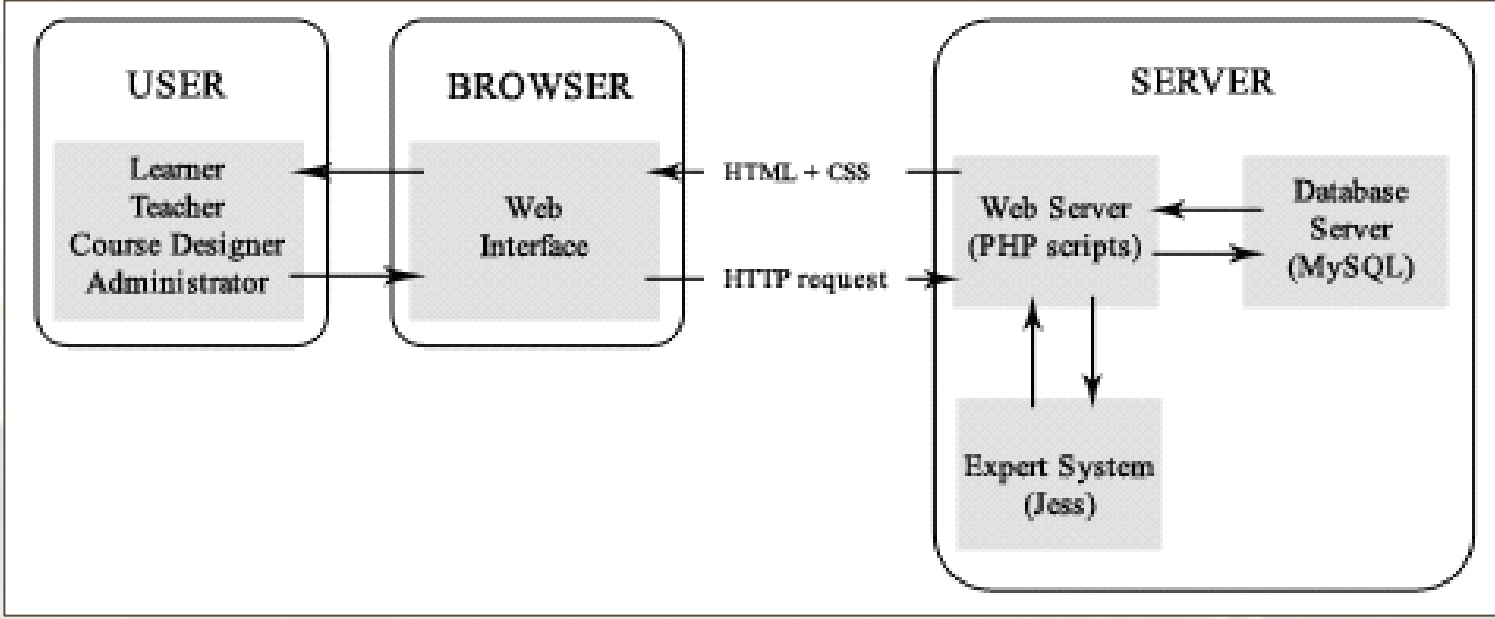 USER
Learner
Teacher
Course Designer
Administrator
BROWSER
Web
Interface
HTML + CSS
HTTP request
SERVER
Web Server
(PHP scripts)
Database
Server
(MySQL)
Expert System
(Jess)